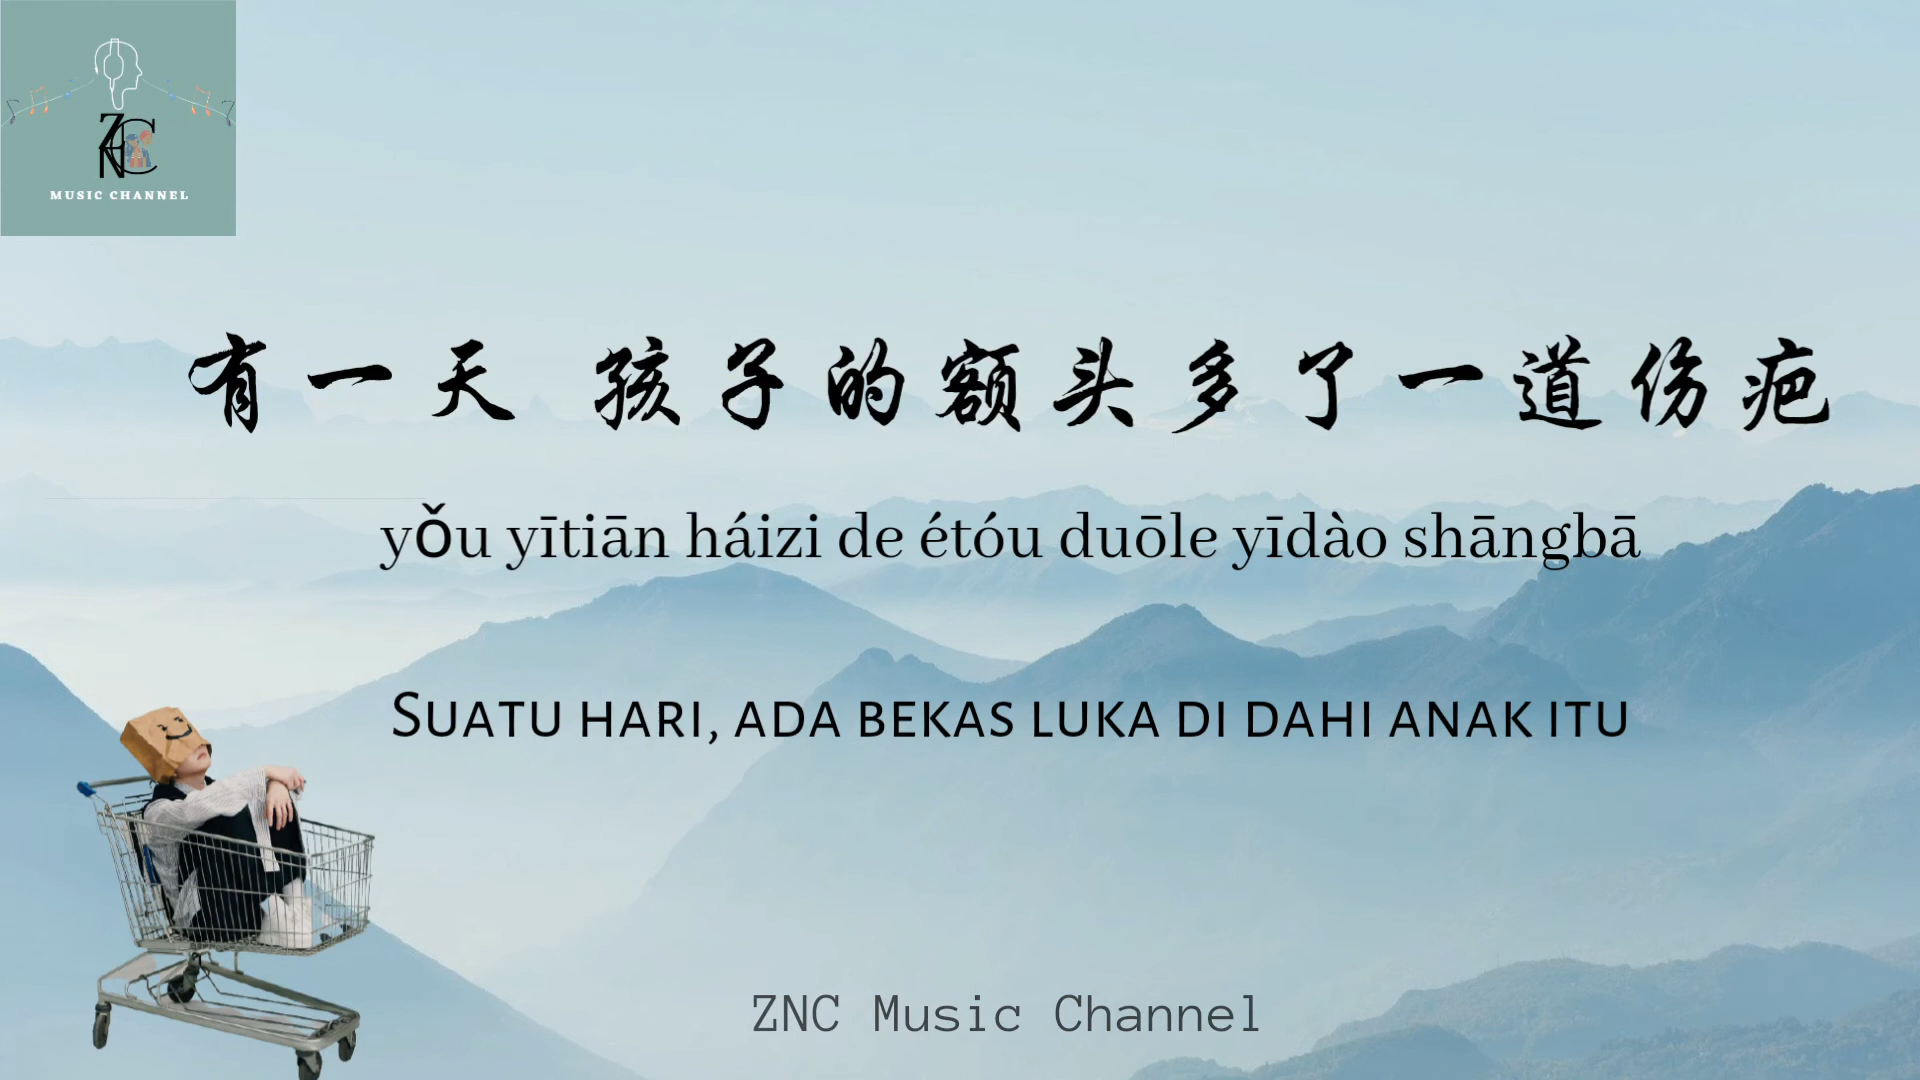 ZNC
MUSIC CHANNEL
有一天 孩子的额头多了一道伤疤
yǒu yītiān háizi de étóu duōle yīdào shāngbā
SUATU HARI, ADA BEKAS LUKA DI DAHI ANAK ITU
ZNC Music Channel